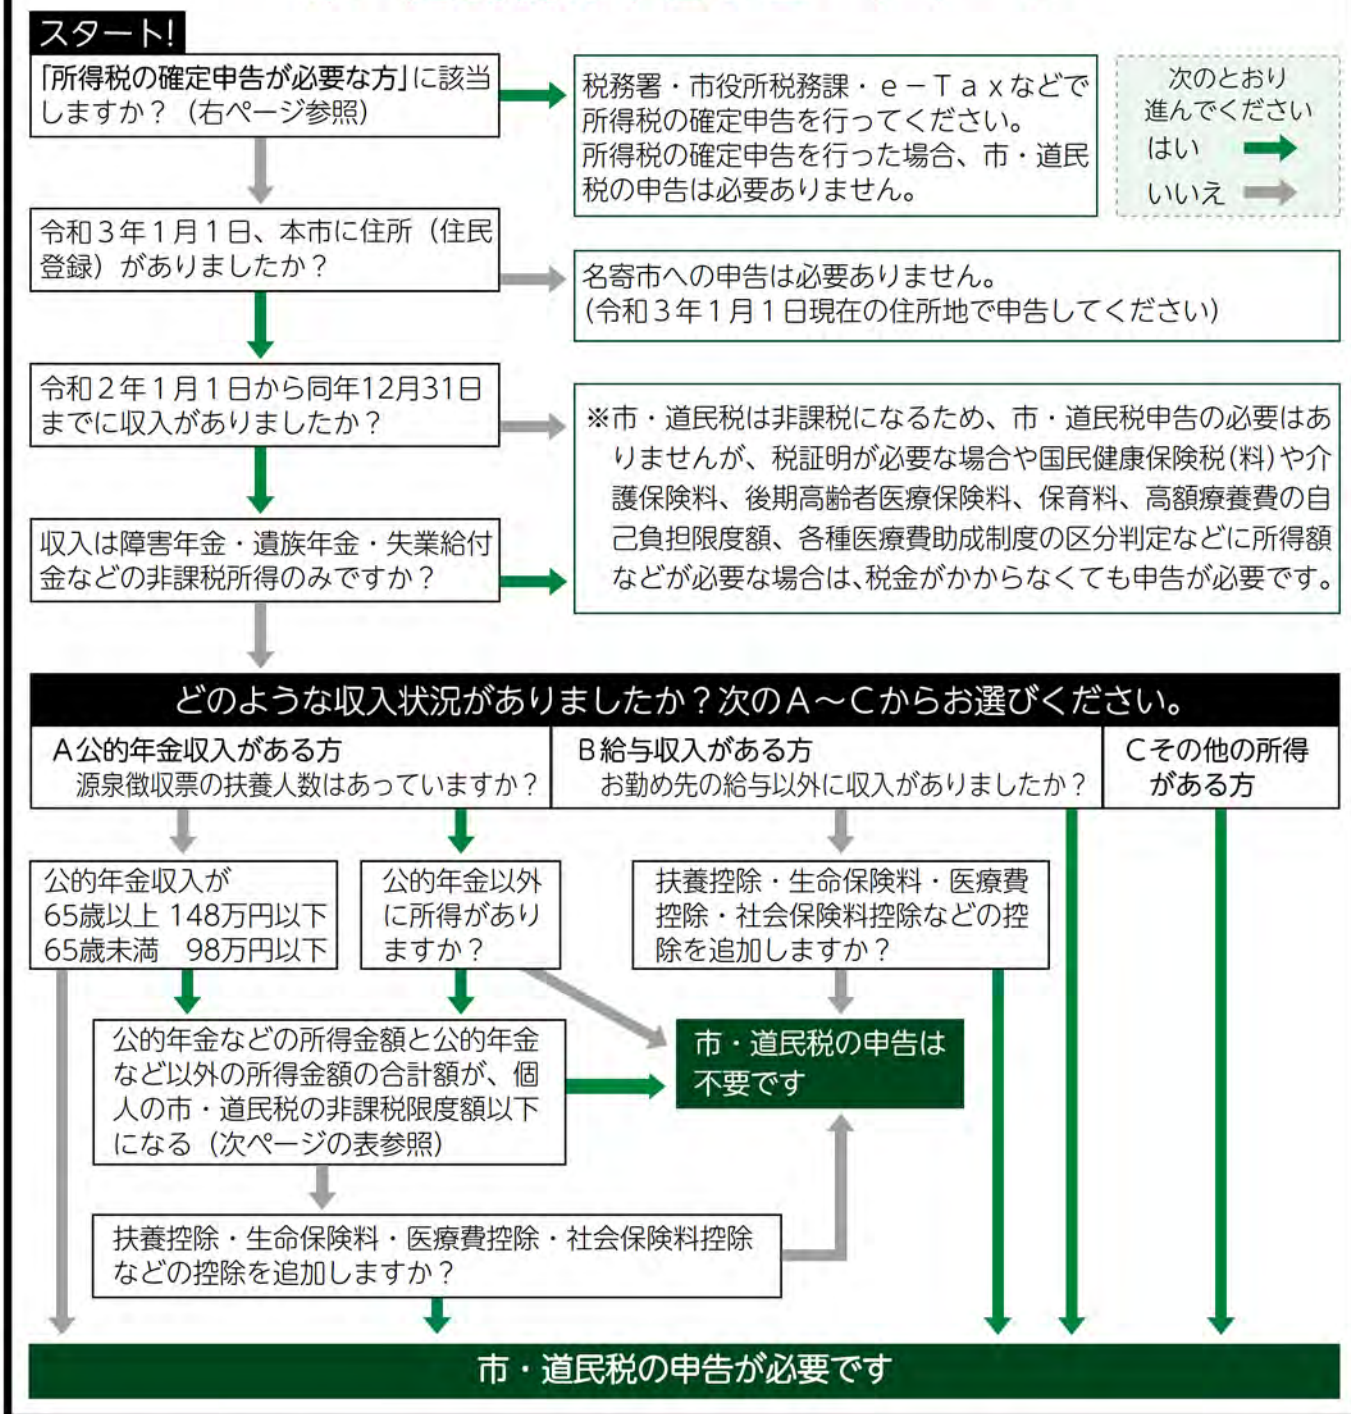 スタート!
「所得税の確定申告が必要な方」に該当
しますか？（右ページ参照）
税務署・市役所税務課・ｅ－Ｔａｘなどで
所得税の確定申告を行ってください。
所得税の確定申告を行った場合、市・道民
税の申告は必要ありません。
次のとおり
進んでください
はい
いいえ
令和３年１月１日、本市に住所（住民
登録）がありましたか？
名寄市への申告は必要ありません。
(令和３年１月１日現在の住所地で申告してください)
令和２年１月１日から同年12月31日
までに収入がありましたか？
※市・道民税は非課税になるため、市・道民税申告の必要はあ
りませんが、税証明が必要な場合や国民健康保険税(料)や介
護保険料、後期高齢者医療保険料、保育料、高額療養費の自
己負担限度額、各種医療費助成制度の区分判定などに所得額
などが必要な場合は、税金がかからなくても申告が必要です。
収入は障害年金・遺族年金・失業給付
金などの非課税所得のみですか？
どのような収入状況がありましたか？次のＡ～Ｃからお選びください。
Ａ公的年金収入がある方
源泉徴収票の扶養人数はあっていますか？
Ｂ給与収入がある方
お勤め先の給与以外に収入がありましたか？
Ｃその他の所得
がある方
公的年金収入が
65歳以上 148万円以下
65歳未満　98万円以下
公的年金以外
に所得があり
ますか？
扶養控除・生命保険料・医療費
控除・社会保険料控除などの控
除を追加しますか？
公的年金などの所得金額と公的年金
など以外の所得金額の合計額が、個
人の市・道民税の非課税限度額以下
になる（次ページの表参照）
市・道民税の申告は
不要です
扶養控除・生命保険料・医療費控除・社会保険料控除
などの控除を追加しますか？
市・道民税の申告が必要です